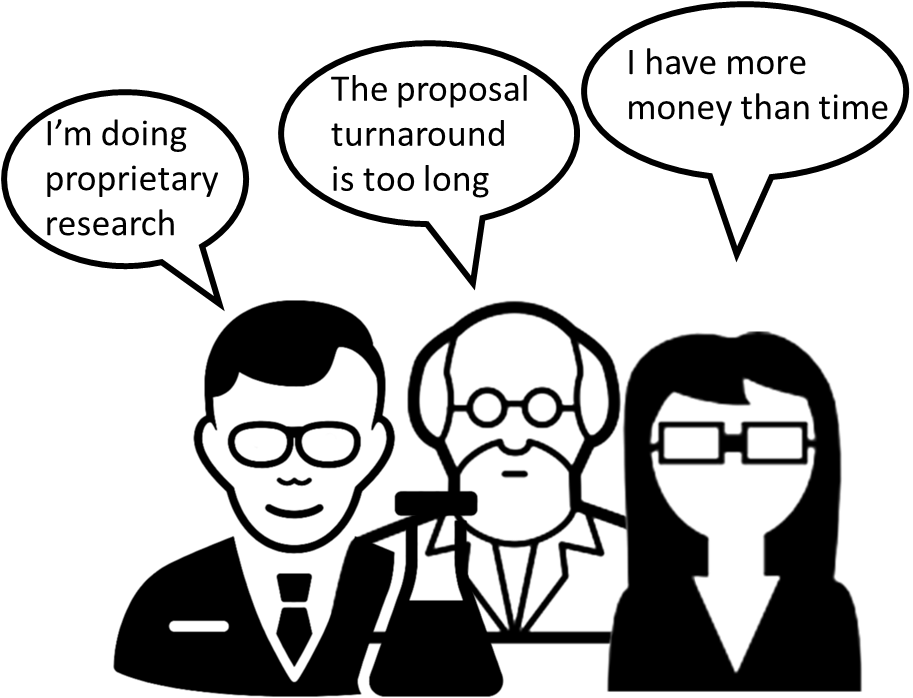 I’m doing
proprietary
research
The proposal
turnaround
is too long
I have more
money than time